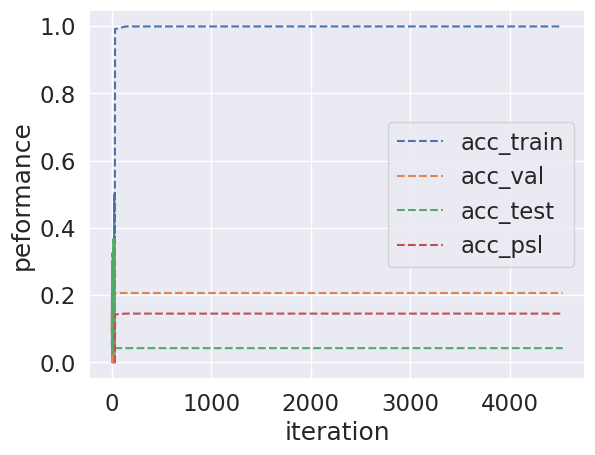 1.0
0.8
0.6
0.4
0.2
0.0
peformance
acc_train
acc_val
acc_test
acc_psl
0 1000 2000 3000 4000
iteration